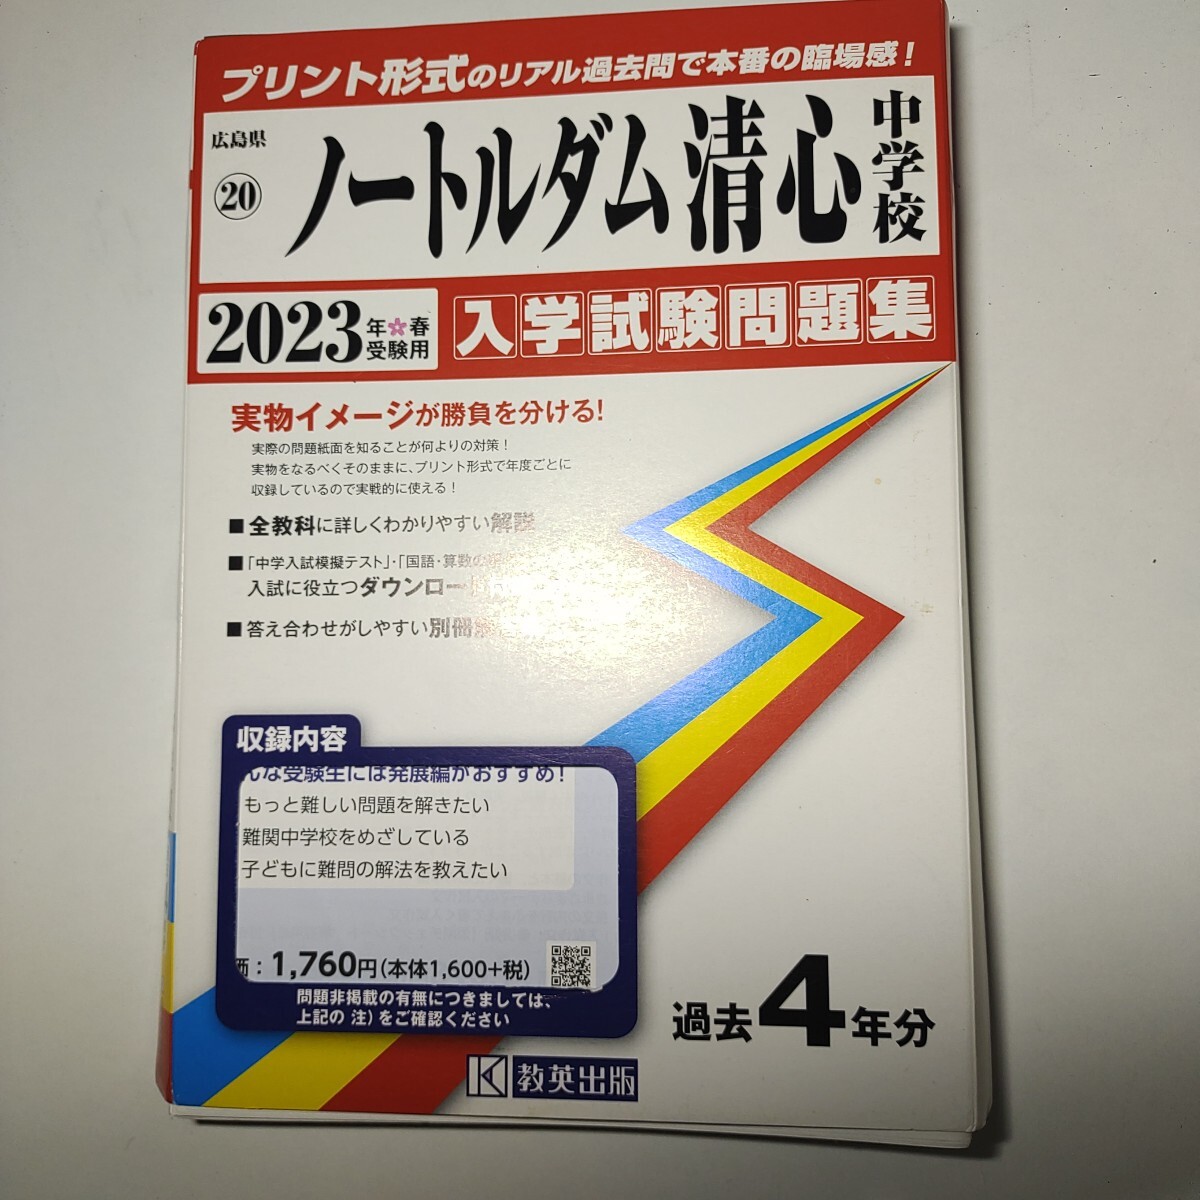 プリント形式のリアル過去問で本番の臨場感！
広島県
⑳
ノートルダム清心中学校
2023年春受験用
入学試験問題集
実物イメージが勝負を分ける！
実際の問題紙面を知ることが何よりの対策！
実物をなるべくそのままに、プリント形式で年度ごとに
収録しているので実戦的に使える！
■全教科に詳しくわかりやすい解説
■「中学入試模擬テスト」・「国語・算数の
入試に役立つダウンロード
■答え合わせがしやすい別冊
収録内容
んな受験生には発展編がおすすめ！
もっと難しい問題を解きたい
難関中学校をめざしている
子どもに難問の解法を教えたい
価：1,760円（本体1,600+税）
問題非掲載の有無につきましては、
上記の 注）をご確認ください
過去4年分
教英出版